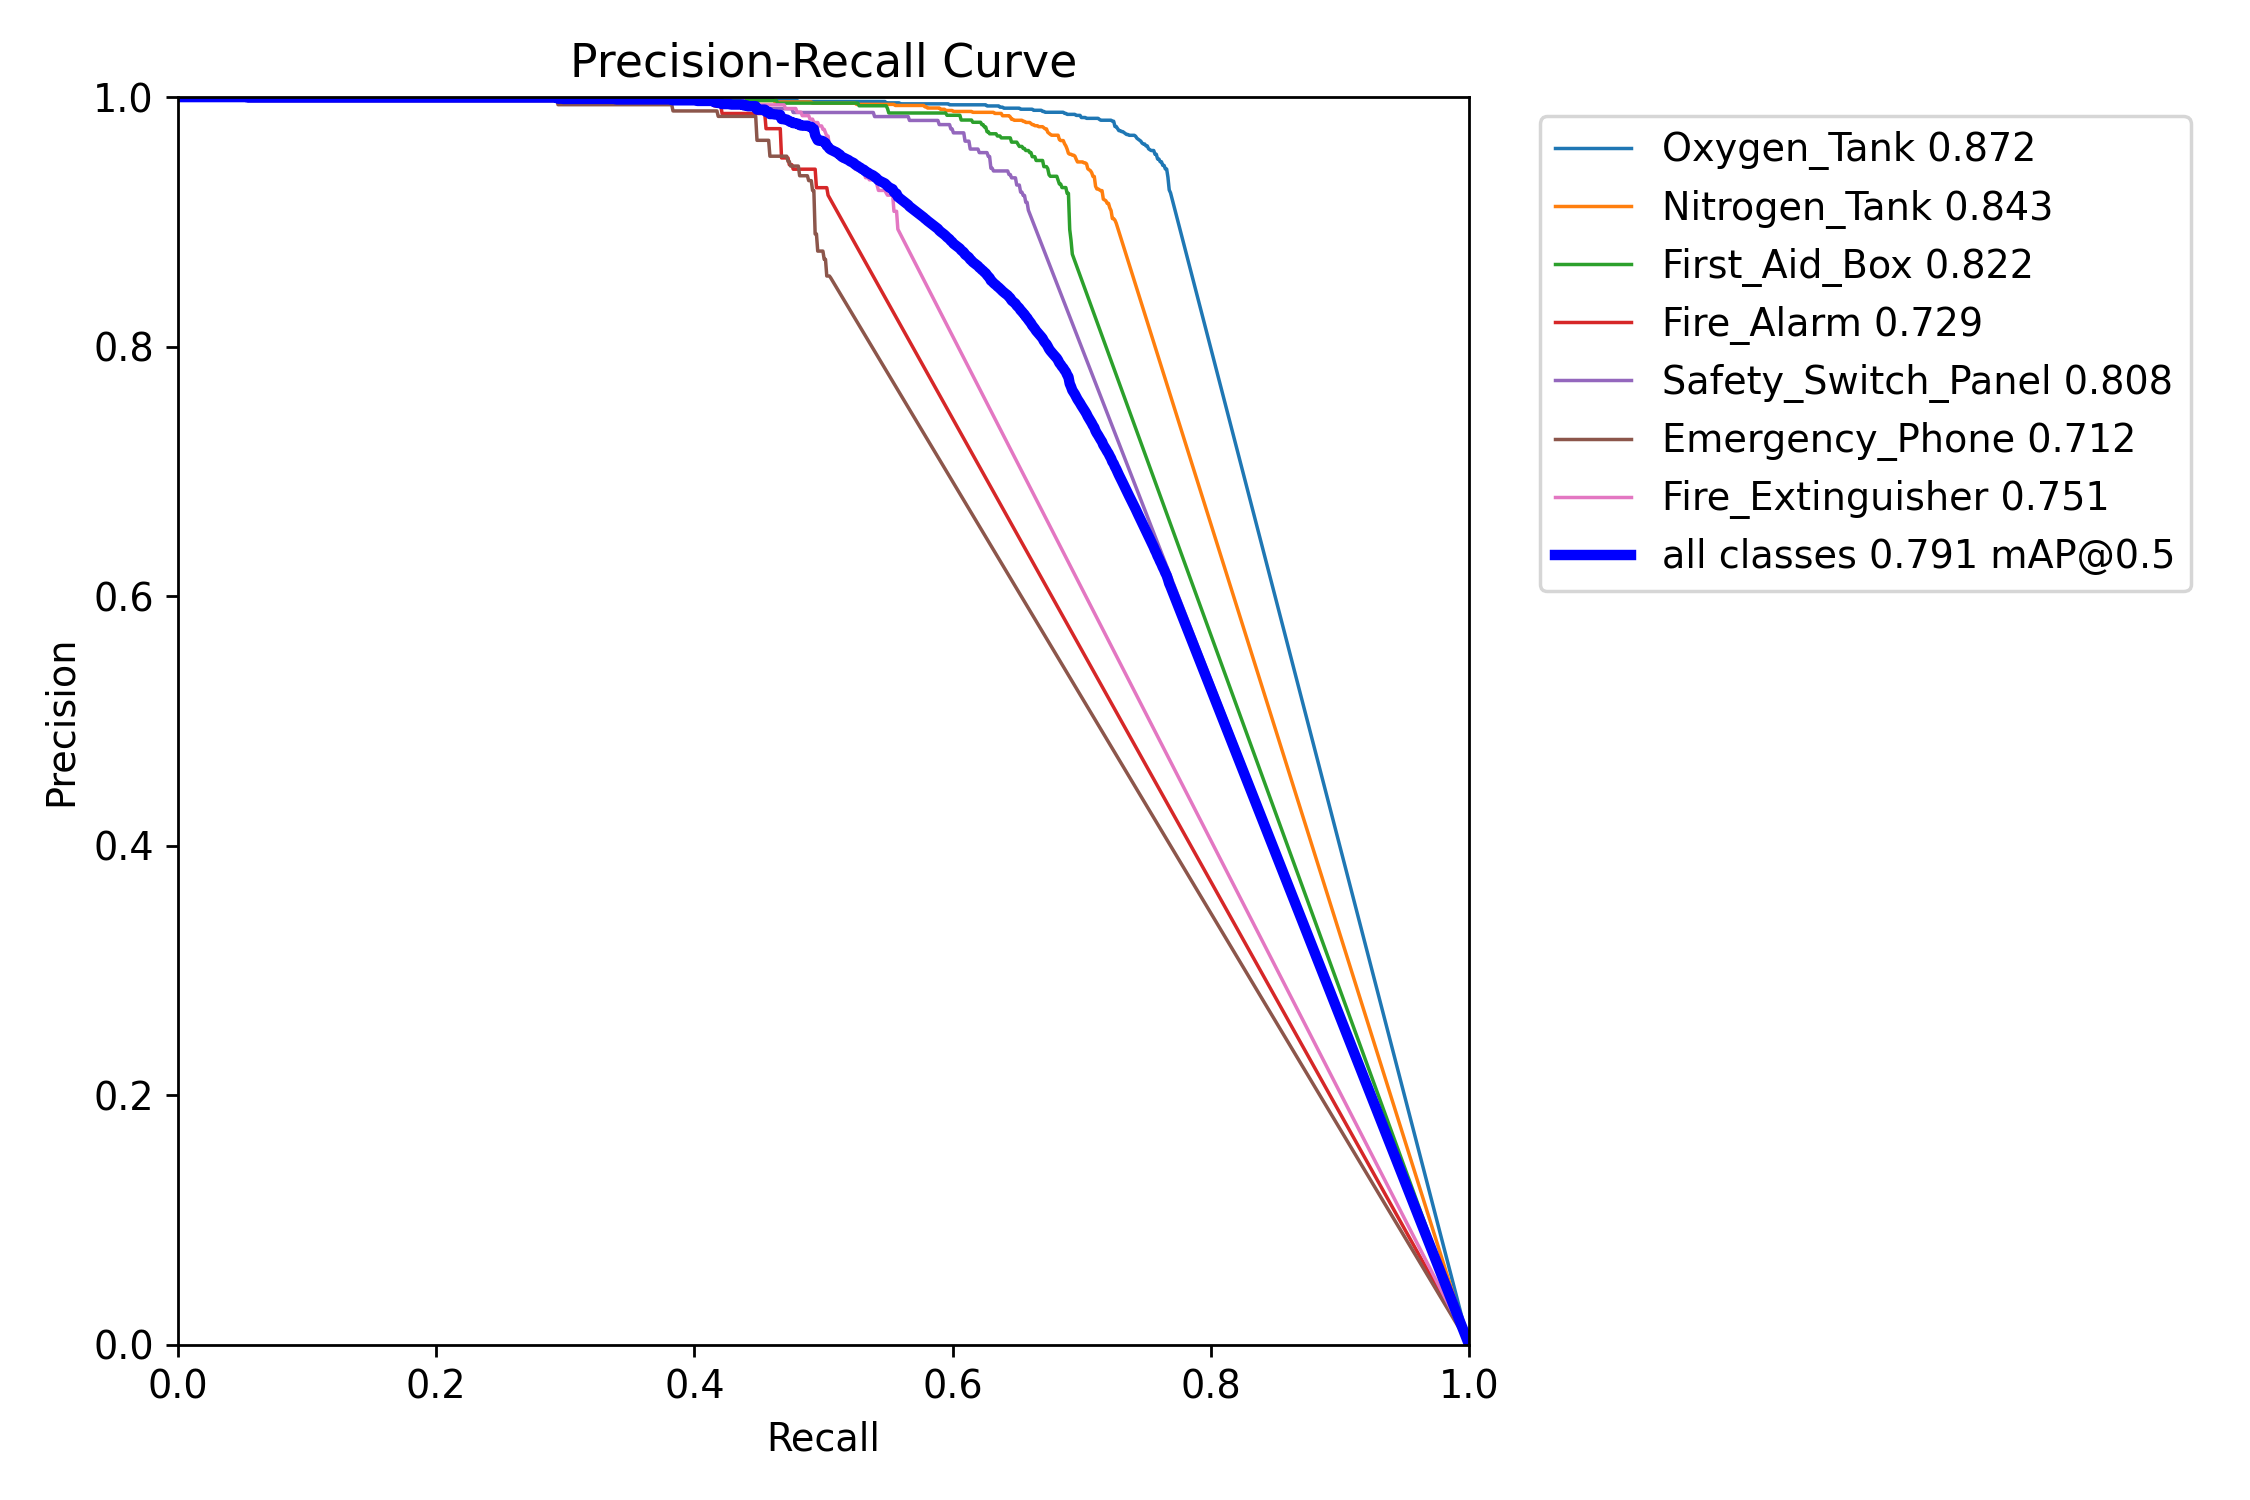 Precision-Recall Curve
1.0
0.8
0.6
0.4
0.2
0.0
Precision
0.0 0.2 0.4 0.6 0.8 1.0
Recall
Oxygen_Tank 0.872
Nitrogen_Tank 0.843
First_Aid_Box 0.822
Fire_Alarm 0.729
Safety_Switch_Panel 0.808
Emergency_Phone 0.712
Fire_Extinguisher 0.751
all classes 0.791 mAP@0.5